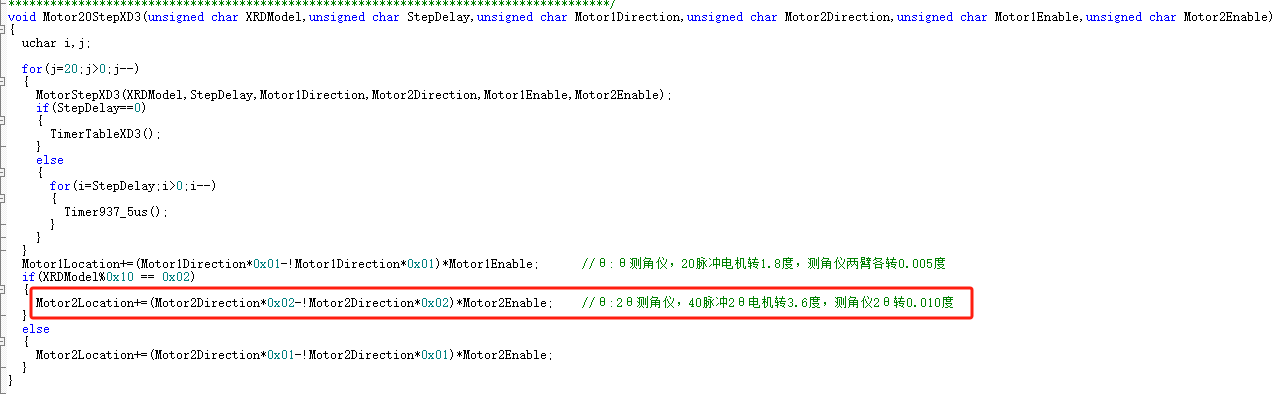 ********************************************************************************/
void Motor20StepXD3(unsigned char XRDModel,unsigned char StepDelay,unsigned char Motor1Direction,unsigned char Motor2Direction,unsigned char Motor1Enable,unsigned char Motor2Enable)
{
uchar i,j;
for(j=20;j>0;j--)
{
MotorStepXD3(XRDModel,StepDelay,Motor1Direction,Motor2Direction,Motor1Enable,Motor2Enable);
if(StepDelay==0)
{
TimerTableXD3();
}
else
{
for(i=StepDelay;i>0;i--)
{
Timer937_5us();
}
}
}
Motor1Location+=(Motor1Direction*0x01-!Motor1Direction*0x01)*Motor1Enable; //θ:θ测角仪，20脉冲电机转1.8度，测角仪两臂各转0.005度
if(XRDModel%0x10 == 0x02)
{
Motor2Location+=(Motor2Direction*0x02-!Motor2Direction*0x02)*Motor2Enable; //θ:2θ测角仪，40脉冲2θ电机转3.6度，测角仪2θ转0.010度
}
else
{
Motor2Location+=(Motor2Direction*0x01-!Motor2Direction*0x01)*Motor2Enable;
}
}